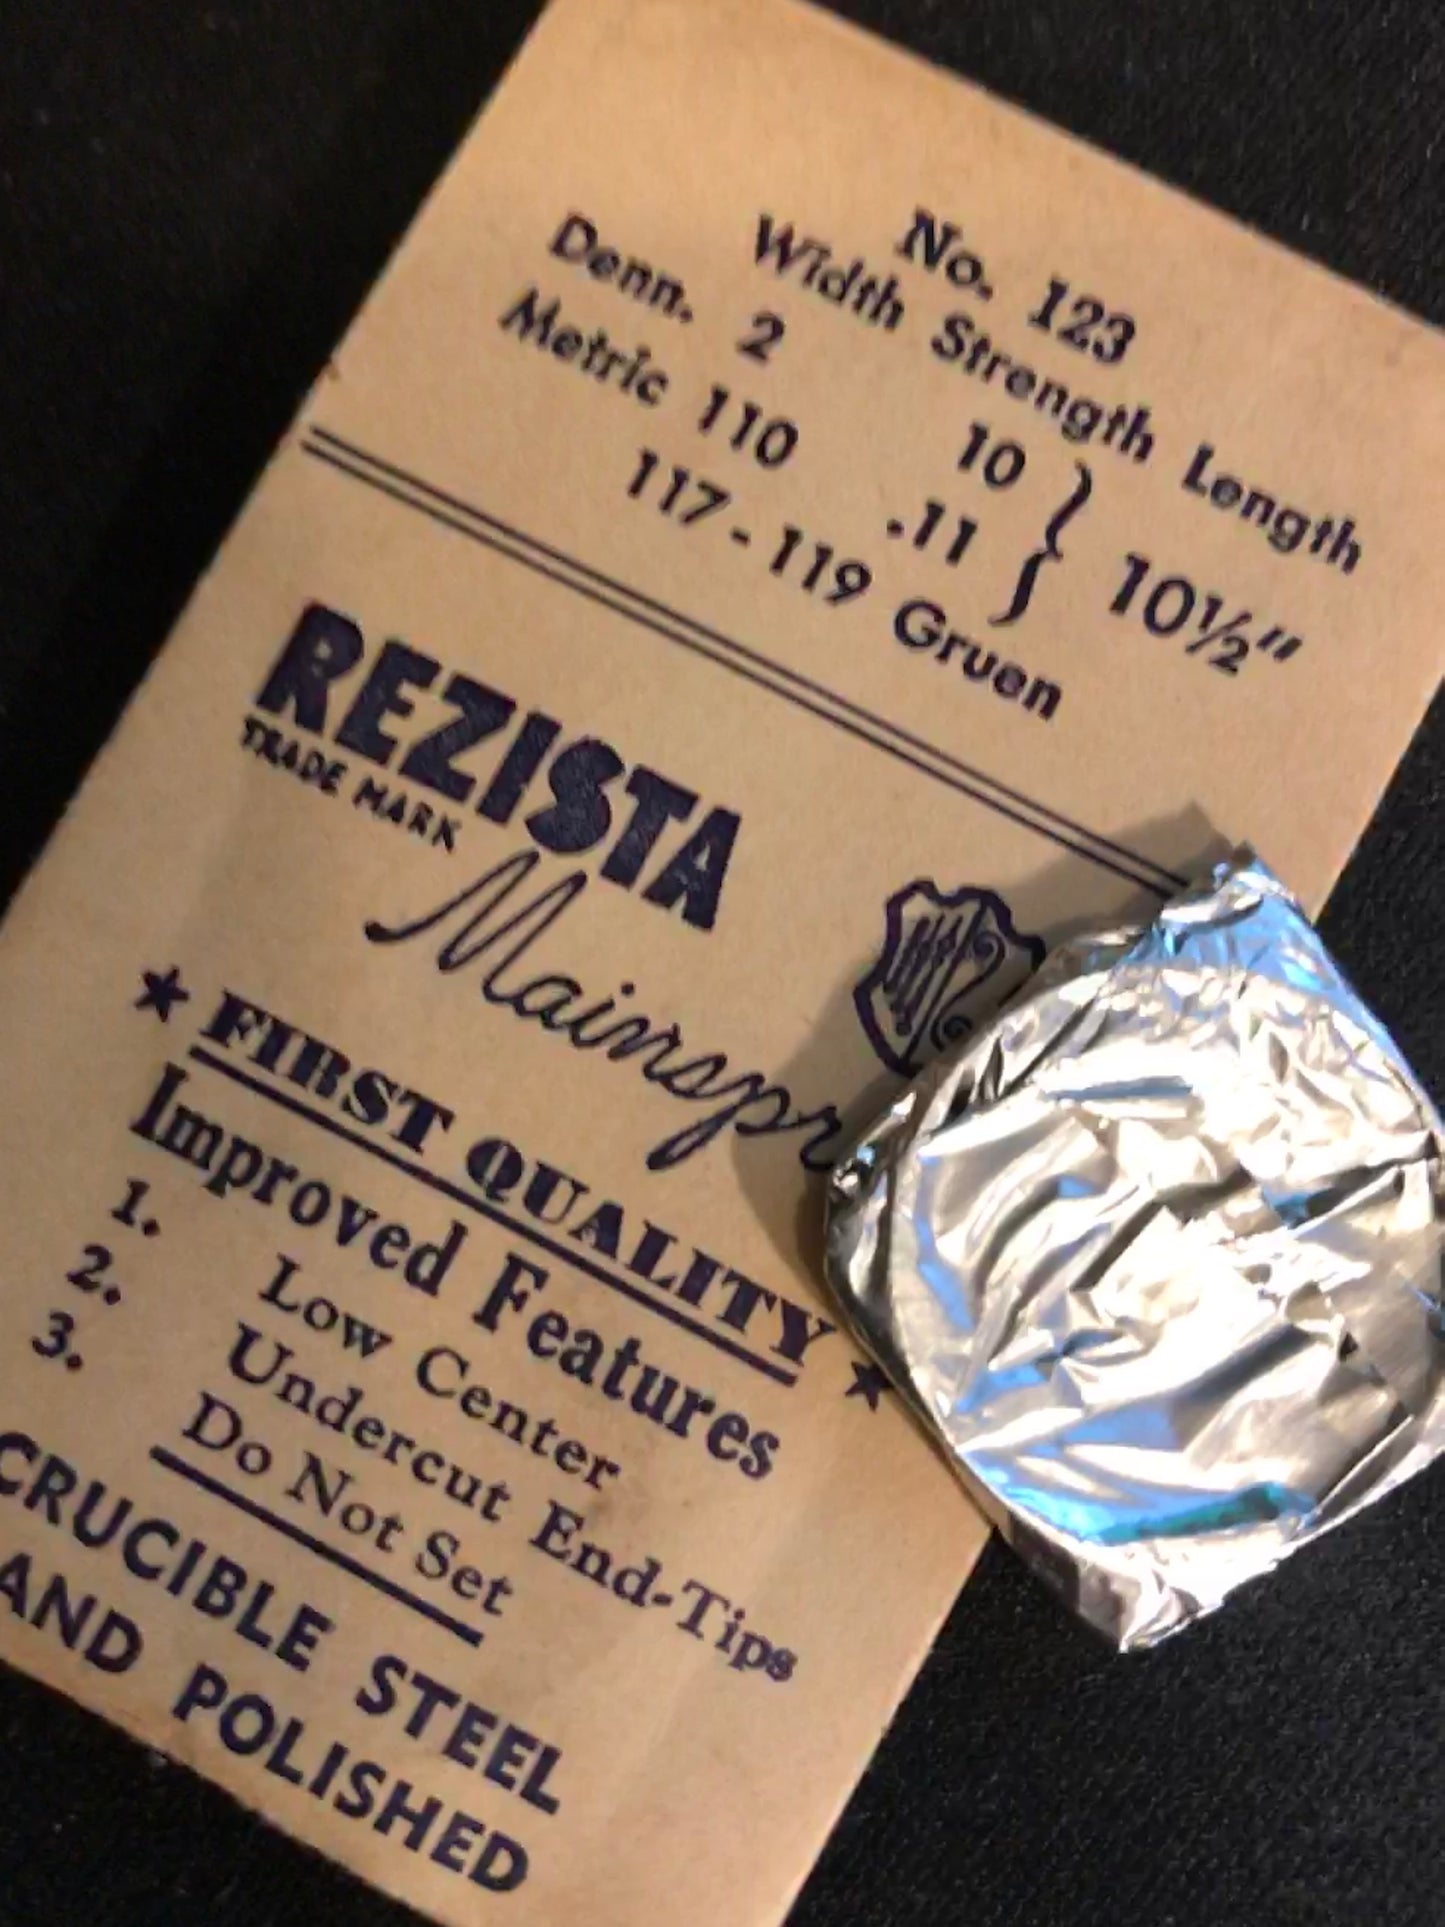 No. 123
Width Strength Length
Denn. 2 10
Metric 110 .11 } 10½"
117 - 119 Gruen
REZISTA
TRADE MARK
Mainspr
★ FIRST QUALITY ★
Improved Features
1. Low Center
2. Undercut End-Tips
3. Do Not Set
CRUCIBLE STEEL
AND POLISHED